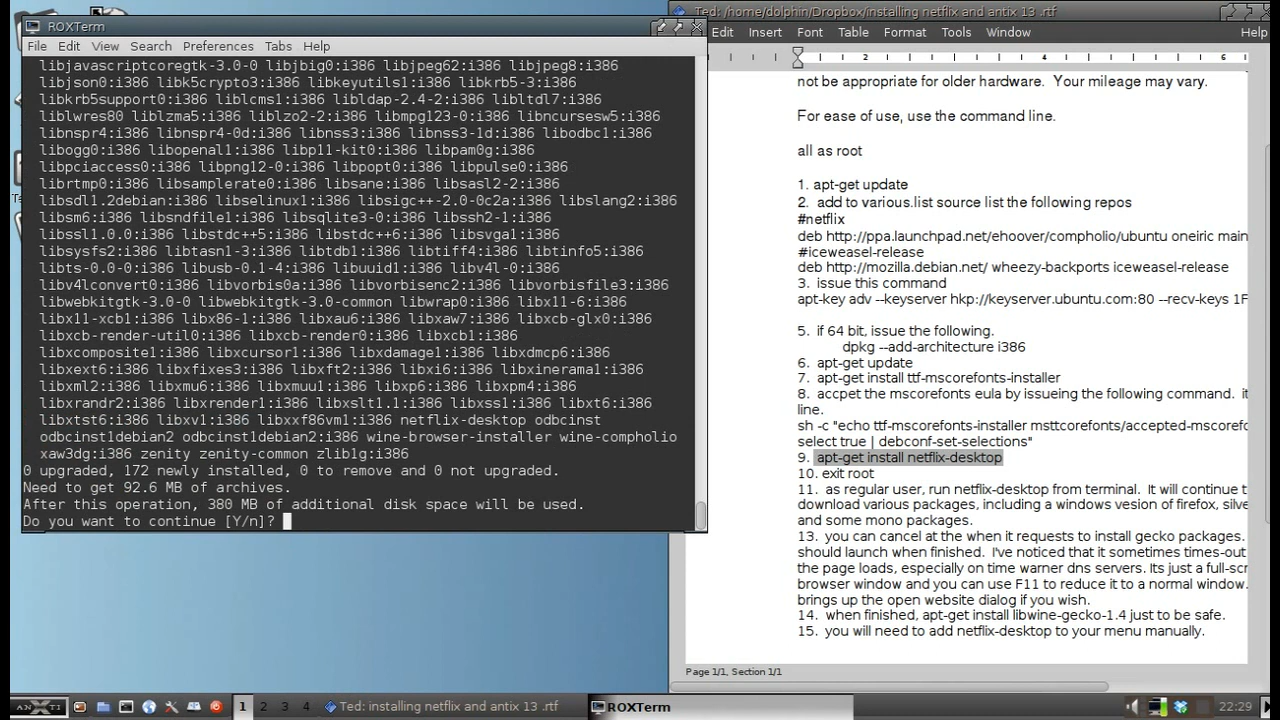 ROXTerm
File Edit View Search Preferences Tabs Help
libjavascriptcoregtk-3.0-0 libjbig0:i386 libjpeg62:i386 libjpeg8:i386
libjson0:i386 libk5crypto3:i386 libkeyutils1:i386 libkrb5-3:i386
libkrb5support0:i386 liblcms1:i386 libldap-2.4-2:i386 libltdl7:i386
liblwres80 liblzma5:i386 liblzo2-2:i386 libmpg123-0:i386 libncursesw5:i386
libnspr4:i386 libnspr4-0d:i386 libnss3:i386 libnss3-1d:i386 libodbc1:i386
libogg0:i386 libopenal1:i386 libp11-kit0:i386 libpam0g:i386
libpciaccess0:i386 libpng12-0:i386 libpopt0:i386 libpulse0:i386
librtmp0:i386 libsamplerate0:i386 libsane:i386 libsasl2-2:i386
libsdl1.2debian:i386 libselinux1:i386 libsigc++-2.0-0c2a:i386 libslang2:i386
libsm6:i386 libsndfile1:i386 libsqlite3-0:i386 libssh2-1:i386
libssl1.0.0:i386 libstdc++5:i386 libstdc++6:i386 libsvga1:i386
libsysfs2:i386 libtasn1-3:i386 libtdb1:i386 libtiff4:i386 libtinfo5:i386
libts-0.0-0:i386 libusb-0.1-4:i386 libuuid1:i386 libv4l-0:i386
libv4lconvert0:i386 libvorbis0a:i386 libvorbisenc2:i386 libvorbisfile3:i386
libwebkitgtk-3.0-0 libwebkitgtk-3.0-common libwrap0:i386 libx11-6:i386
libx11-xcb1:i386 libx86-1:i386 libxau6:i386 libxaw7:i386 libxcb-glx0:i386
libxcb-render-util0:i386 libxcb-render0:i386 libxcb1:i386
libxcomposite1:i386 libxcursor1:i386 libxdamage1:i386 libxdmcp6:i386
libxext6:i386 libxfixes3:i386 libxft2:i386 libxi6:i386 libxinerama1:i386
libxml2:i386 libxmu6:i386 libxmuu1:i386 libxp6:i386 libxpm4:i386
libxrandr2:i386 libxrender1:i386 libxslt1.1:i386 libxss1:i386 libxt6:i386
libxtst6:i386 libxv1:i386 libxxf86vm1:i386 netflix-desktop odbcinst
odbcinst1debian2 odbcinst1debian2:i386 wine-browser-installer wine-compholio
xaw3dg:i386 zenity zenity-common zlib1g:i386
0 upgraded, 172 newly installed, 0 to remove and 0 not upgraded.
Need to get 92.6 MB of archives.
After this operation, 380 MB of additional disk space will be used.
Do you want to continue [Y/n]?
Ted: /home/dolphin/Dropbox/installing netflix and antix 13 .rtf
Edit Insert Font Table Format Tools Window Help
2 4 6
not be appropriate for older hardware. Your mileage may vary.
For ease of use, use the command line.
all as root
1. apt-get update
2. add to various.list source list the following repos
#netflix
deb http://ppa.launchpad.net/ehoover/compholio/ubuntu oneiric main
#iceweasel-release
deb http://mozilla.debian.net/ wheezy-backports iceweasel-release
3. issue this command
apt-key adv --keyserver hkp://keyserver.ubuntu.com:80 --recv-keys 1F
5. if 64 bit, issue the following.
dpkg --add-architecture i386
6. apt-get update
7. apt-get install ttf-mscorefonts-installer
8. accpet the mscorefonts eula by issueing the following command. it
line.
sh -c "echo ttf-mscorefonts-installer msttcorefonts/accepted-mscorefo
select true | debconf-set-selections"
9. apt-get install netflix-desktop
10. exit root
11. as regular user, run netflix-desktop from terminal. It will continue t
download various packages, including a windows vesion of firefox, silve
and some mono packages.
13. you can cancel at the when it requests to install gecko packages.
should launch when finished. I've noticed that it sometimes times-out
the page loads, especially on time warner dns servers. Its just a full-scr
browser window and you can use F11 to reduce it to a normal window.
brings up the open website dialog if you wish.
14. when finished, apt-get install libwine-gecko-1.4 just to be safe.
15. you will need to add netflix-desktop to your menu manually.
Page 1/1, Section 1/1
1 2 3 4 Ted: installing netflix and antix 13 .rtf ROXTerm 22:29